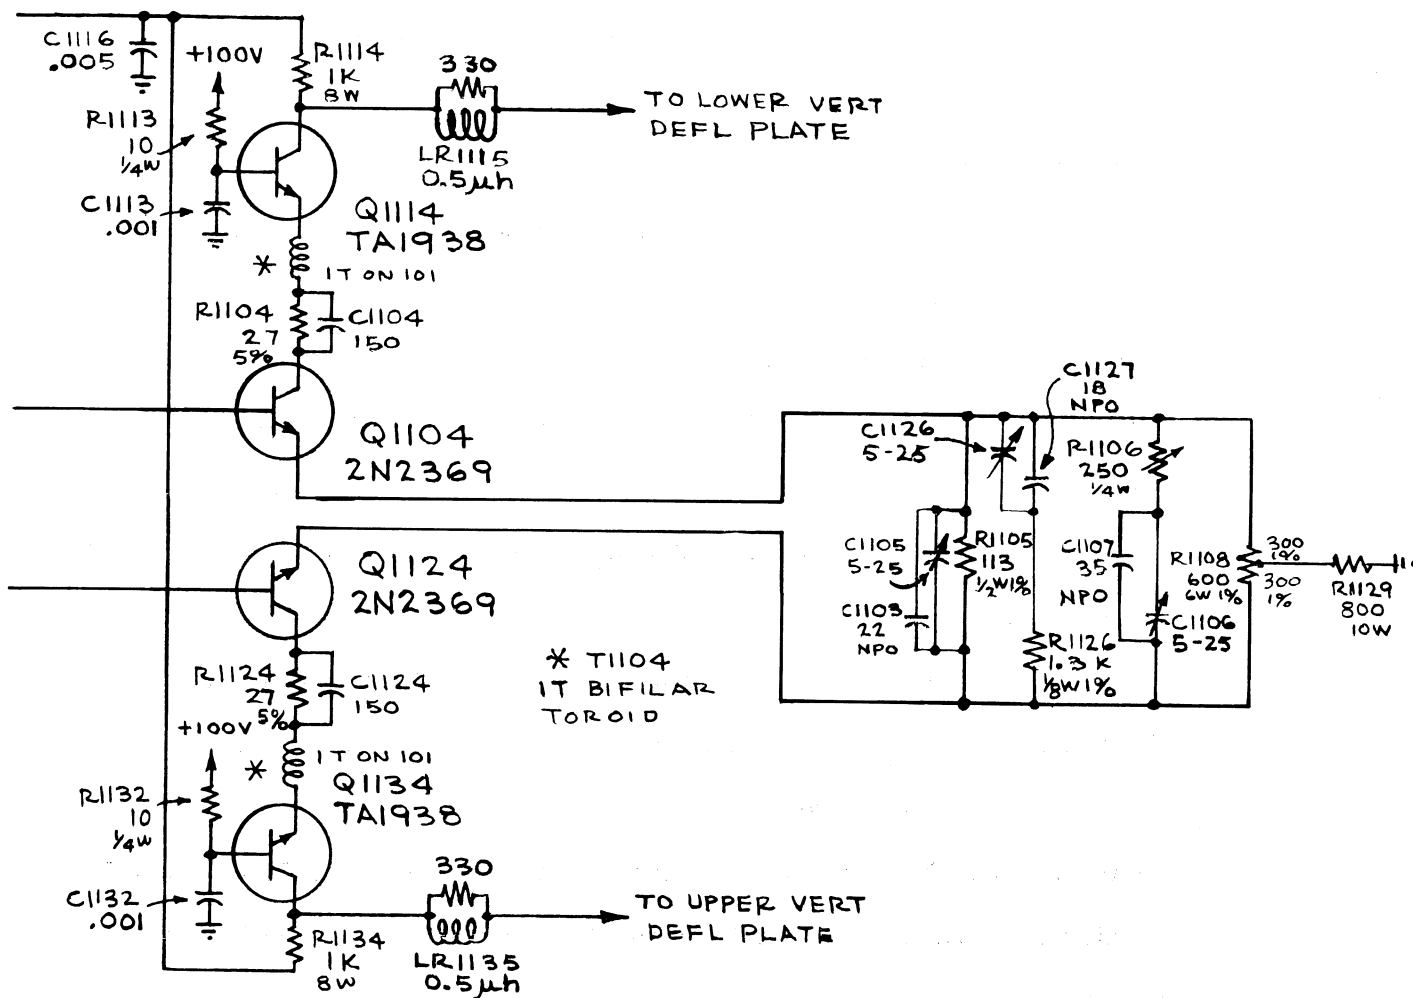 C1116
.005
+100V
R1114
1K
8W
330
TO LOWER VERT
DEFL PLATE
R1113
10
1/4W
LR1115
0.5μh
C1113
.001
Q1114
TA1938
*
1T ON 101
R1104
27
5%
C1104
150
Q1104
2N2369
C1127
18
NPO
C1126
5-25
R1106
250
1/4W
C1105
5-25
R1105
113
1/2W1%
C1107
35
NPO
R1108
600
6W 1%
300
1%
300
1%
R1129
800
10W
C1103
22
NPO
C1106
5-25
R1126
1.3K
1/8W1%
Q1124
2N2369
R1124
27
5%
C1124
150
* T1104
1T BIFILAR
TOROID
+100V
*
1T ON 101
Q1134
TA1938
R1132
10
1/4W
C1132
.001
330
TO UPPER VERT
DEFL PLATE
R1134
1K
8W
LR1135
0.5μh